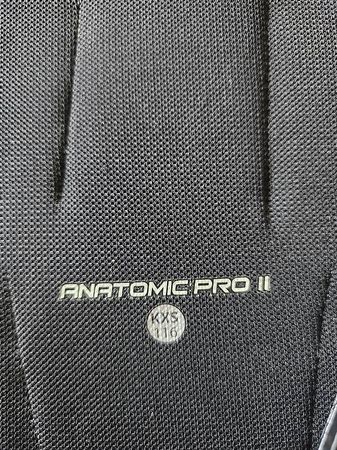 ANATOMIC PRO II
KXS
116